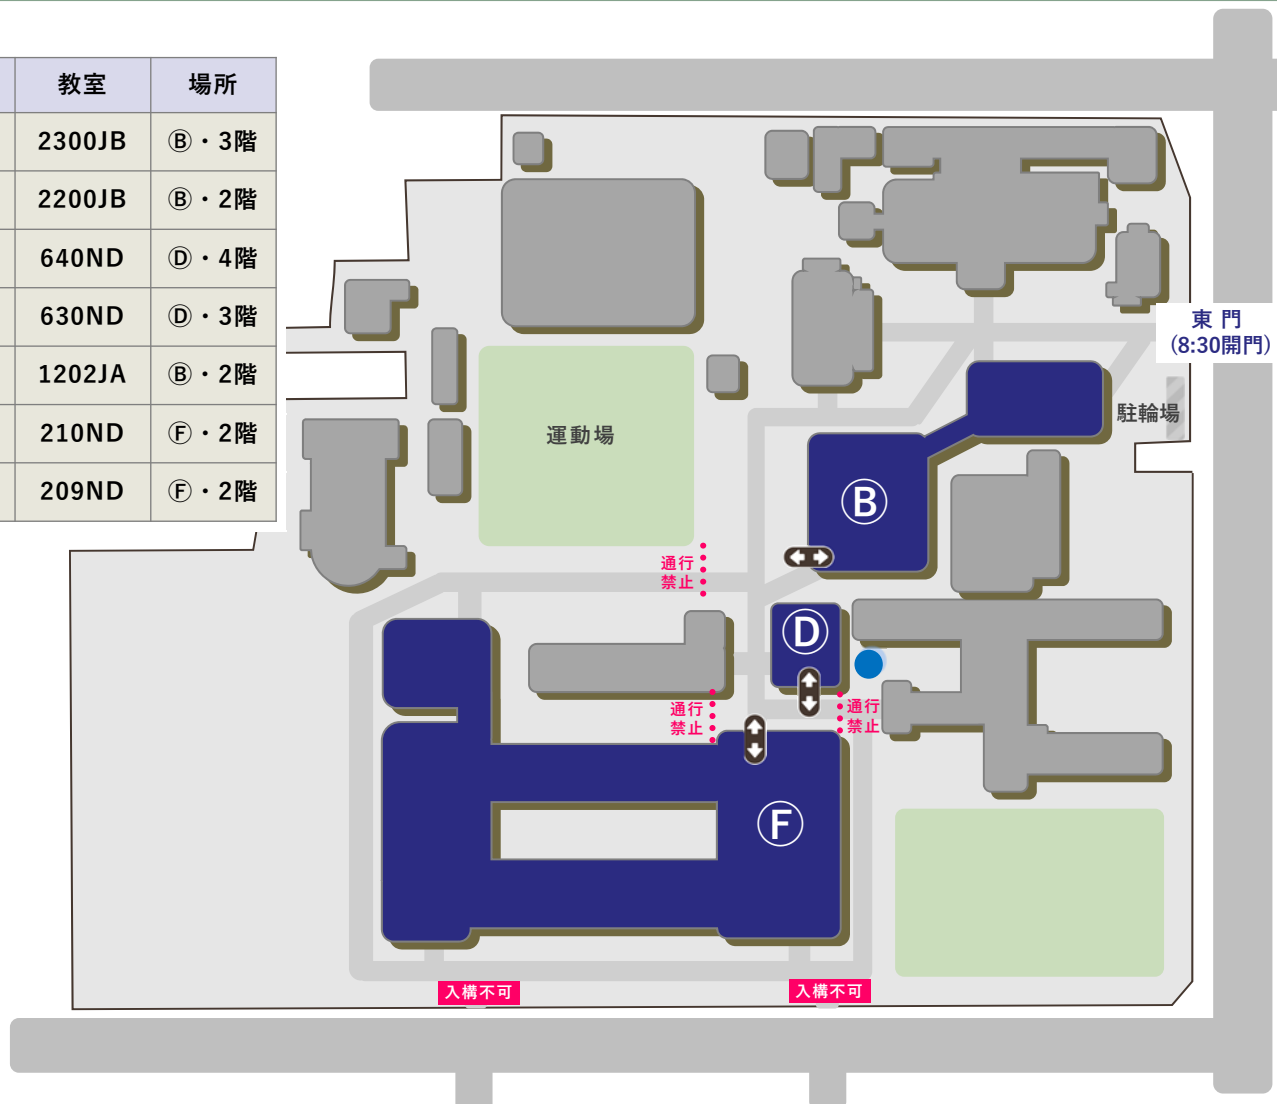 教室 場所
2300JB Ⓑ・3階
2200JB Ⓑ・2階
640ND Ⓓ・4階
630ND Ⓓ・3階
1202JA Ⓑ・2階
210ND Ⓕ・2階
209ND Ⓕ・2階
東門
(8:30開門)
駐輪場
運動場
Ⓑ
通行
禁止
Ⓓ
通行
禁止
通行
禁止
Ⓕ
入構不可
入構不可